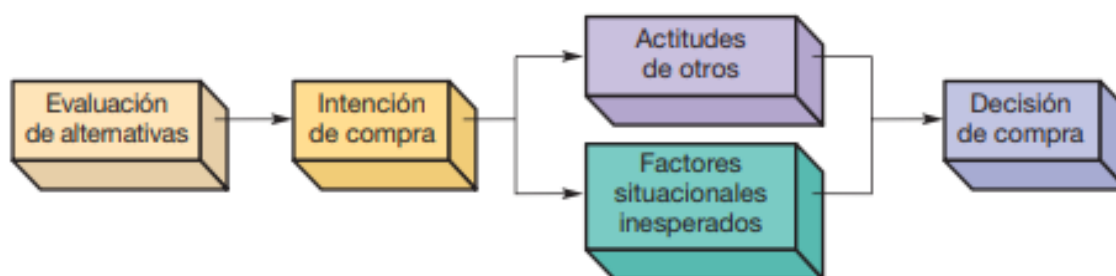 Evaluación
de alternativas
Intención
de compra
Actitudes
de otros
Factores
situacionales
inesperados
Decisión
de compra